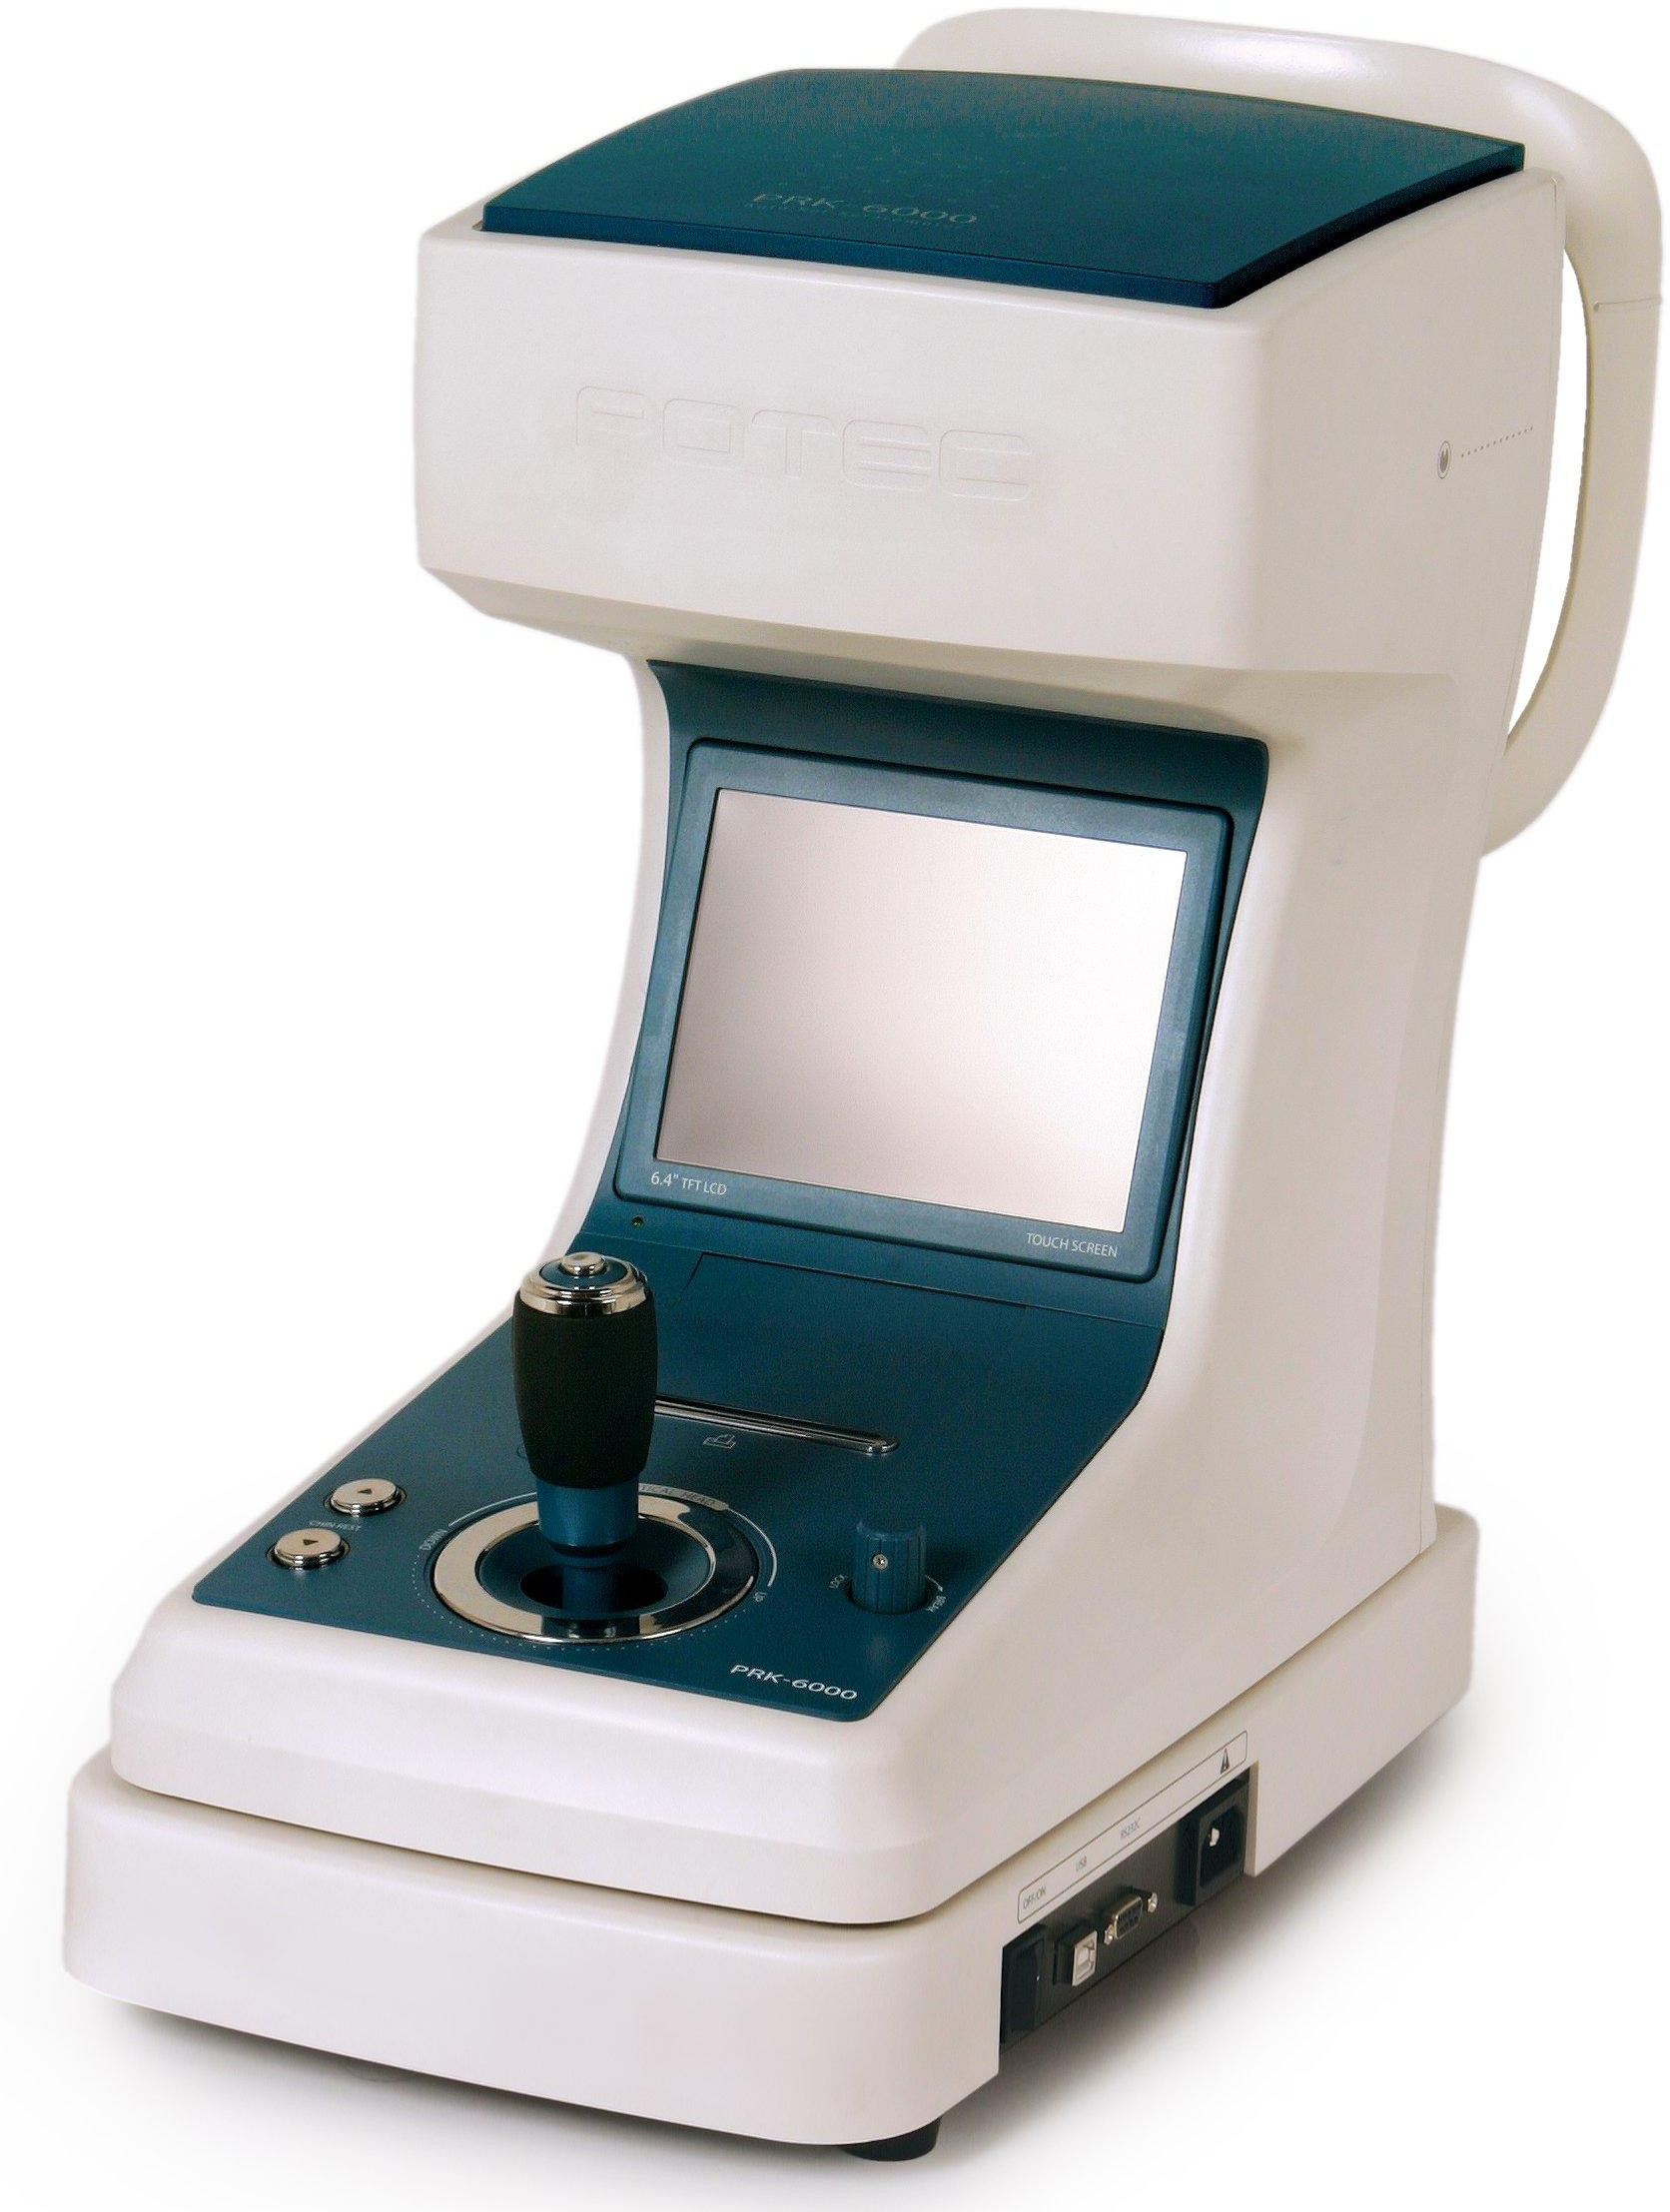 PRK-6000
POTEC
6.4" TFT LCD
TOUCH SCREEN
CHIN REST
DOWN
UP
LOCK
PRK-6000
OFF/ON
USB
RS232C